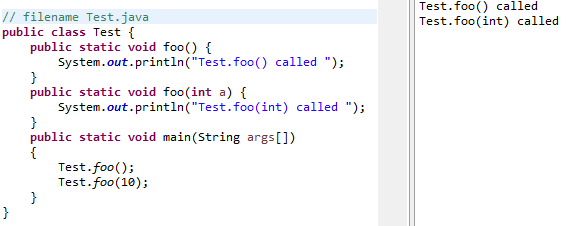 // filename Test.java
public class Test {
    public static void foo() {
        System.out.println("Test.foo() called ");
    }
    public static void foo(int a) {
        System.out.println("Test.foo(int) called ");
    }
    public static void main(String args[])
    {
        Test.foo();
        Test.foo(10);
    }
}
Test.foo() called
Test.foo(int) called